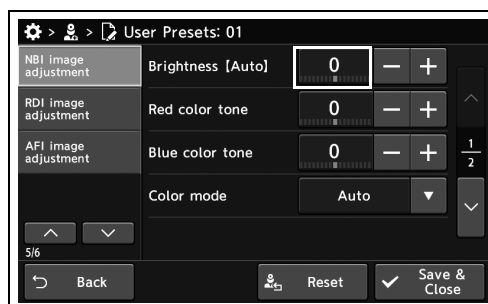 > > User Presets: 01
NBI image
adjustment
RDI image
adjustment
AFI image
adjustment
5/6
Brightness【Auto】
0
− +
Red color tone
0
− +
Blue color tone
0
− +
Color mode
Auto
1
2
Back
Reset
Save &
Close